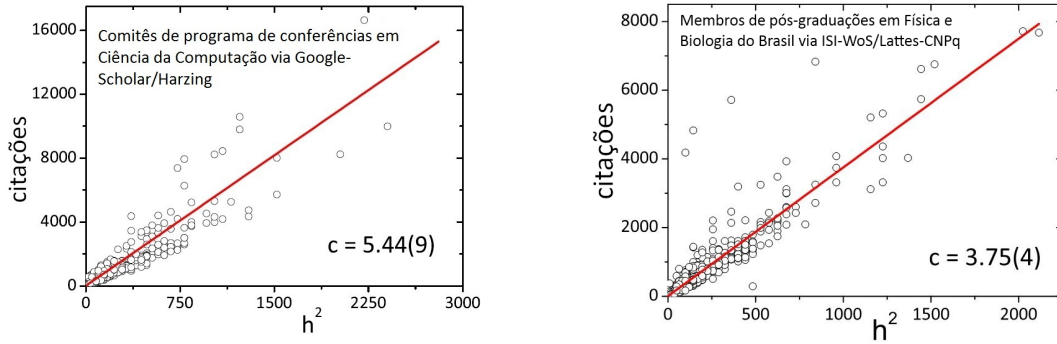 16000
12000
8000
4000
0
citações
Comitês de programa de conferências em
Ciência da Computação via Google-
Scholar/Harzing
c = 5.44(9)
0 750 1500 2250 3000
h²
8000
6000
4000
2000
0
citações
Membros de pós-graduações em Física e
Biologia do Brasil via ISI-WoS/Lattes-CNPq
c = 3.75(4)
0 500 1000 1500 2000
h²